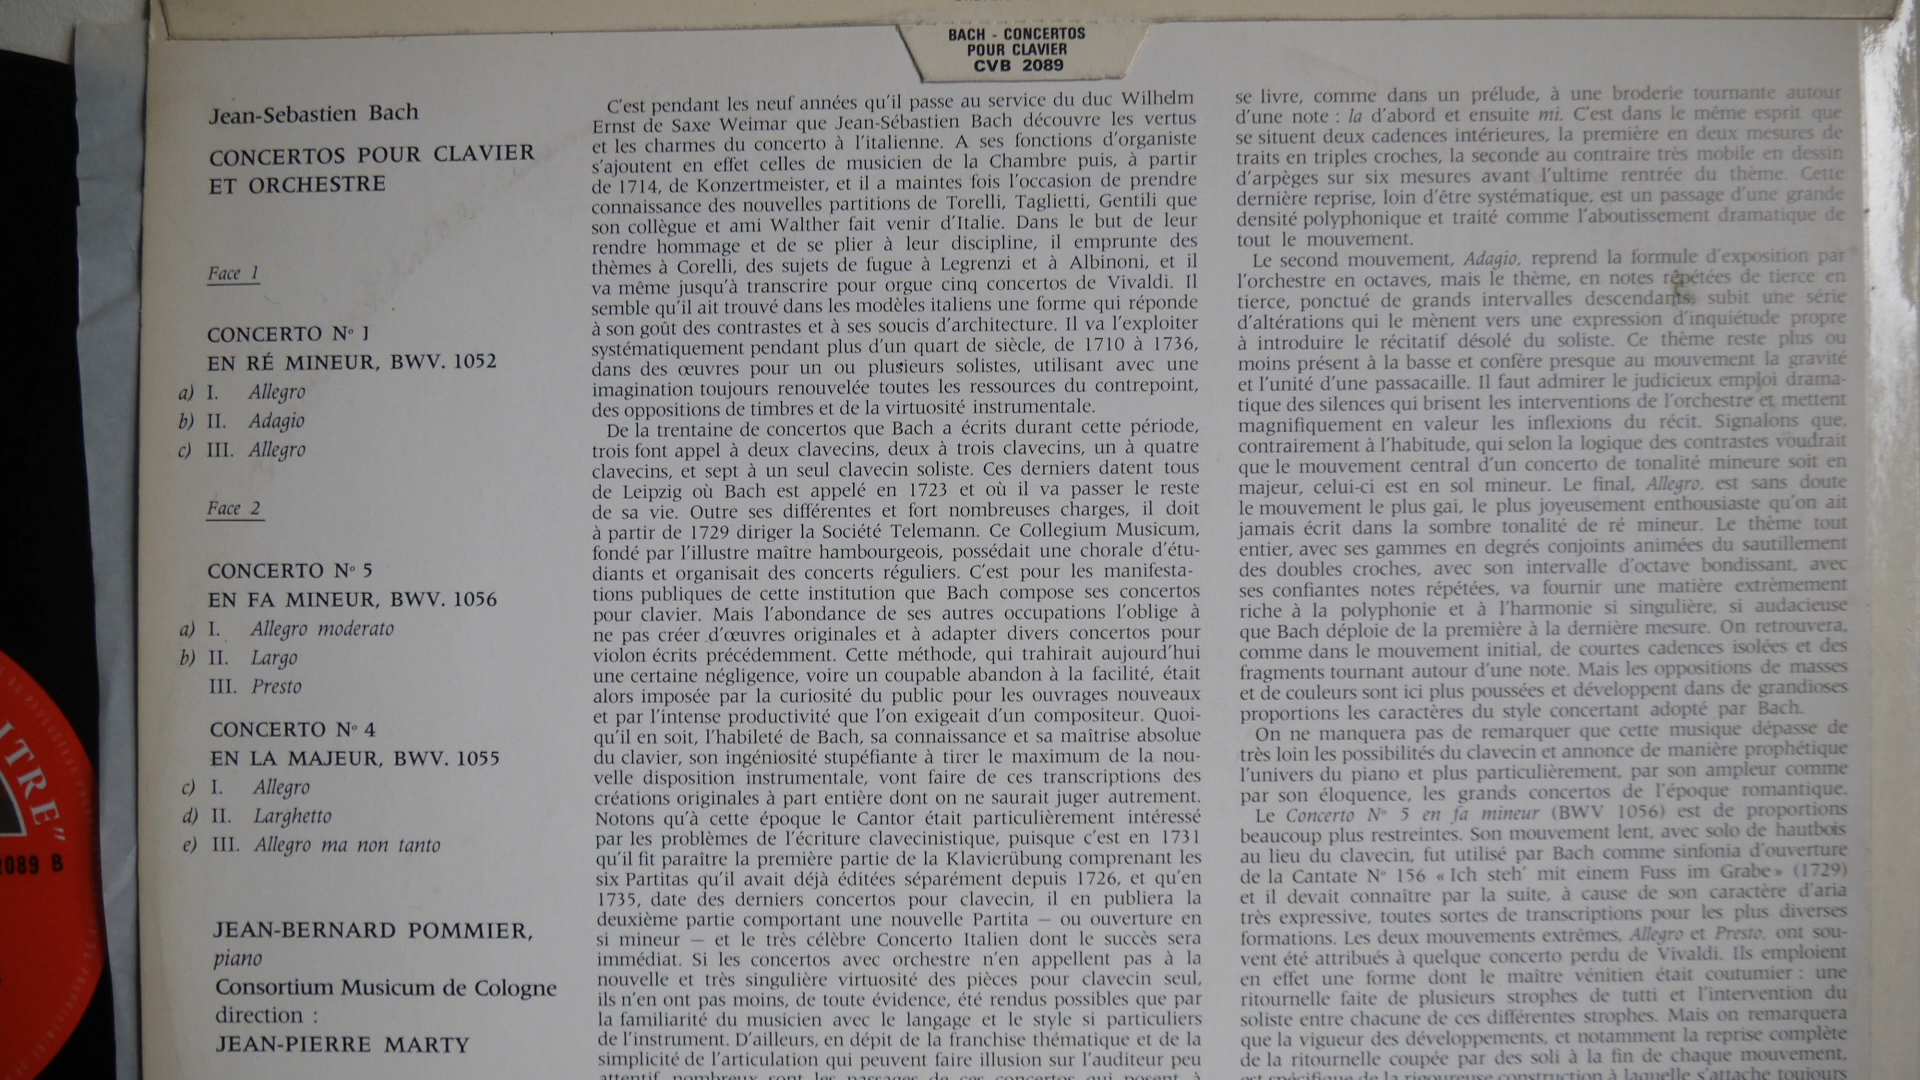 BACH - CONCERTOS
POUR CLAVIER
CVB 2089
Jean-Sebastien Bach
CONCERTOS POUR CLAVIER
ET ORCHESTRE
Face 1
CONCERTO Nº 1
EN RÉ MINEUR, BWV. 1052
a) I. Allegro
b) II. Adagio
c) III. Allegro
Face 2
CONCERTO Nº 5
EN FA MINEUR, BWV. 1056
a) I. Allegro moderato
b) II. Largo
III. Presto
CONCERTO Nº 4
EN LA MAJEUR, BWV. 1055
c) I. Allegro
d) II. Larghetto
e) III. Allegro ma non tanto
JEAN-BERNARD POMMIER,
piano
Consortium Musicum de Cologne
direction :
JEAN-PIERRE MARTY
C'est pendant les neuf années qu'il passe au service du duc Wilhelm
Ernst de Saxe Weimar que Jean-Sébastien Bach découvre les vertus
et les charmes du concerto à l'italienne. A ses fonctions d'organiste
s'ajoutent en effet celles de musicien de la Chambre puis, à partir
de 1714, de Konzertmeister, et il a maintes fois l'occasion de prendre
connaissance des nouvelles partitions de Torelli, Taglietti, Gentili que
son collègue et ami Walther fait venir d'Italie. Dans le but de leur
rendre hommage et de se plier à leur discipline, il emprunte des
thèmes à Corelli, des sujets de fugue à Legrenzi et à Albinoni, et il
va même jusqu'à transcrire pour orgue cinq concertos de Vivaldi. Il
semble qu'il ait trouvé dans les modèles italiens une forme qui réponde
à son goût des contrastes et à ses soucis d'architecture. Il va l'exploiter
systématiquement pendant plus d'un quart de siècle, de 1710 à 1736,
dans des œuvres pour un ou plusieurs solistes, utilisant avec une
imagination toujours renouvelée toutes les ressources du contrepoint,
des oppositions de timbres et de la virtuosité instrumentale.
De la trentaine de concertos que Bach a écrits durant cette période,
trois font appel à deux clavecins, deux à trois clavecins, un à quatre
clavecins, et sept à un seul clavecin soliste. Ces derniers datent tous
de Leipzig où Bach est appelé en 1723 et où il va passer le reste
de sa vie. Outre ses différentes et fort nombreuses charges, il doit
à partir de 1729 diriger la Société Telemann. Ce Collegium Musicum,
fondé par l'illustre maître hambourgeois, possédait une chorale d'étu-
diants et organisait des concerts réguliers. C'est pour les manifesta-
tions publiques de cette institution que Bach compose ses concertos
pour clavier. Mais l'abondance de ses autres occupations l'oblige à
ne pas créer d'œuvres originales et à adapter divers concertos pour
violon écrits précédemment. Cette méthode, qui trahirait aujourd'hui
une certaine négligence, voire un coupable abandon à la facilité, était
alors imposée par la curiosité du public pour les ouvrages nouveaux
et par l'intense productivité que l'on exigeait d'un compositeur. Quoi-
qu'il en soit, l'habileté de Bach, sa connaissance et sa maîtrise absolue
du clavier, son ingéniosité stupéfiante à tirer le maximum de la nou-
velle disposition instrumentale, vont faire de ces transcriptions des
créations originales à part entière dont on ne saurait juger autrement.
Notons qu'à cette époque le Cantor était particulièrement intéressé
par les problèmes de l'écriture clavecinistique, puisque c'est en 1731
qu'il fit paraître la première partie de la Klavierübung comprenant les
six Partitas qu'il avait déjà éditées séparément depuis 1726, et qu'en
1735, date des derniers concertos pour clavecin, il en publiera la
deuxième partie comportant une nouvelle Partita — ou ouverture en
si mineur — et le très célèbre Concerto Italien dont le succès sera
immédiat. Si les concertos avec orchestre n'en appellent pas à la
nouvelle et très singulière virtuosité des pièces pour clavecin seul,
ils n'en ont pas moins, de toute évidence, été rendus possibles que par
la familiarité du musicien avec le langage et le style si particuliers
de l'instrument. D'ailleurs, en dépit de la franchise thématique et de la
simplicité de l'articulation qui peuvent faire illusion sur l'auditeur peu
attentif, nombreux sont les passages de ces concertos qui posent à
se livre, comme dans un prélude, à une broderie tournante autour
d'une note : la d'abord et ensuite mi. C'est dans le même esprit que
se situent deux cadences intérieures, la première en deux mesures de
traits en triples croches, la seconde au contraire très mobile en dessin
d'arpèges sur six mesures avant l'ultime rentrée du thème. Cette
dernière reprise, loin d'être systématique, est un passage d'une grande
densité polyphonique et traité comme l'aboutissement dramatique de
tout le mouvement.
Le second mouvement, Adagio, reprend la formule d'exposition par
l'orchestre en octaves, mais le thème, en notes répétées de tierce en
tierce, ponctué de grands intervalles descendants, subit une série
d'altérations qui le mènent vers une expression d'inquiétude propre
à introduire le récitatif désolé du soliste. Ce thème reste plus ou
moins présent à la basse et confère presque au mouvement la gravité
et l'unité d'une passacaille. Il faut admirer le judicieux emploi drama-
tique des silences qui brisent les interventions de l'orchestre et mettent
magnifiquement en valeur les inflexions du récit. Signalons que,
contrairement à l'habitude, qui selon la logique des contrastes voudrait
que le mouvement central d'un concerto de tonalité mineure soit en
majeur, celui-ci est en sol mineur. Le final, Allegro, est sans doute
le mouvement le plus gai, le plus joyeusement enthousiaste qu'on ait
jamais écrit dans la sombre tonalité de ré mineur. Le thème tout
entier, avec ses gammes en degrés conjoints animées du sautillement
des doubles croches, avec son intervalle d'octave bondissant, avec
ses confiantes notes répétées, va fournir une matière extrêmement
riche à la polyphonie et à l'harmonie si singulière, si audacieuse
que Bach déploie de la première à la dernière mesure. On retrouvera,
comme dans le mouvement initial, de courtes cadences isolées et des
fragments tournant autour d'une note. Mais les oppositions de masses
et de couleurs sont ici plus poussées et développent dans de grandioses
proportions les caractères du style concertant adopté par Bach.
On ne manquera pas de remarquer que cette musique dépasse de
très loin les possibilités du clavecin et annonce de manière prophétique
l'univers du piano et plus particulièrement, par son ampleur comme
par son éloquence, les grands concertos de l'époque romantique.
Le Concerto Nº 5 en fa mineur (BWV 1056) est de proportions
beaucoup plus restreintes. Son mouvement lent, avec solo de hautbois
au lieu du clavecin, fut utilisé par Bach comme sinfonia d'ouverture
de la Cantate Nº 156 « Ich steh' mit einem Fuss im Grabe » (1729)
et il devait connaître par la suite, à cause de son caractère d'aria
très expressive, toutes sortes de transcriptions pour les plus diverses
formations. Les deux mouvements extrêmes, Allegro et Presto, ont sou-
vent été attribués à quelque concerto perdu de Vivaldi. Ils emploient
en effet une forme dont le maître vénitien était coutumier : une
ritournelle faite de plusieurs strophes de tutti et l'intervention du
soliste entre chacune de ces différentes strophes. Mais on remarquera
que la vigueur des développements, et notamment la reprise complète
de la ritournelle coupée par des soli à la fin de chaque mouvement,
est spécifique de la rigoureuse construction à laquelle s'attache toujours
ITRE"
2089 B